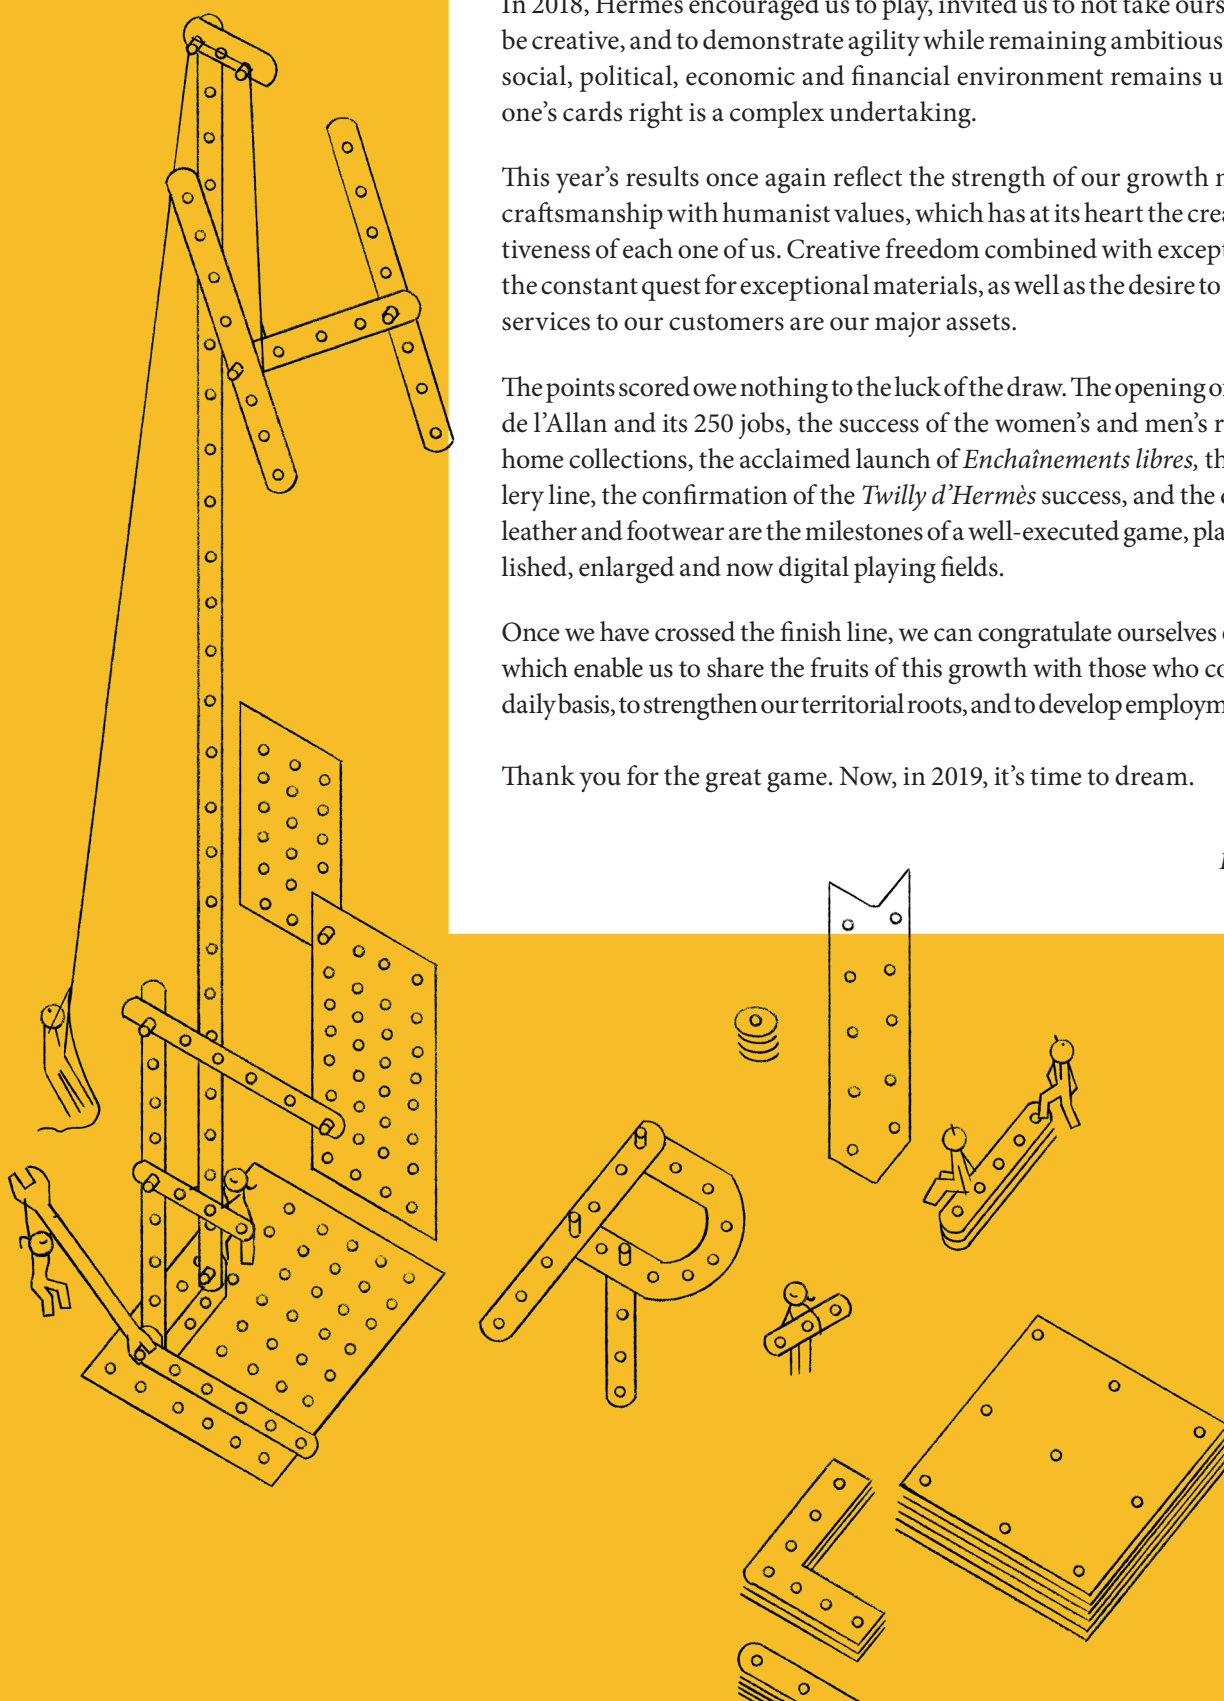 In 2018, Hermès encouraged us to play, invited us to not take ours
be creative, and to demonstrate agility while remaining ambitious
social, political, economic and financial environment remains u
one’s cards right is a complex undertaking.
This year’s results once again reflect the strength of our growth
craftsmanship with humanist values, which has at its heart the crea
tiveness of each one of us. Creative freedom combined with except
the constant quest for exceptional materials, as well as the desire to
services to our customers are our major assets.
The points scored owe nothing to the luck of the draw. The opening of
de l’Allan and its 250 jobs, the success of the women’s and men’s r
home collections, the acclaimed launch of Enchaînements libres, th
lery line, the confirmation of the Twilly d’Hermès success, and the
leather and footwear are the milestones of a well-executed game, pla
lished, enlarged and now digital playing fields.
Once we have crossed the finish line, we can congratulate ourselves
which enable us to share the fruits of this growth with those who co
daily basis, to strengthen our territorial roots, and to develop employm
Thank you for the great game. Now, in 2019, it’s time to dream.